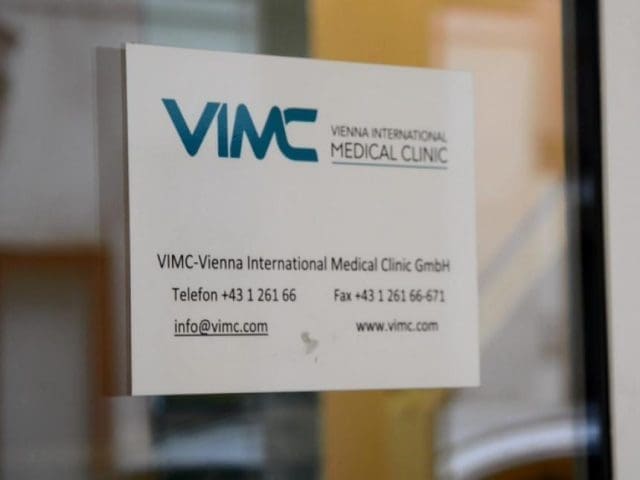 VIMC
VIENNA INTERNATIONAL
MEDICAL CLINIC
VIMC-Vienna International Medical Clinic GmbH
Telefon +43 1 261 66 Fax +43 1 261 66-671
info@vimc.com www.vimc.com